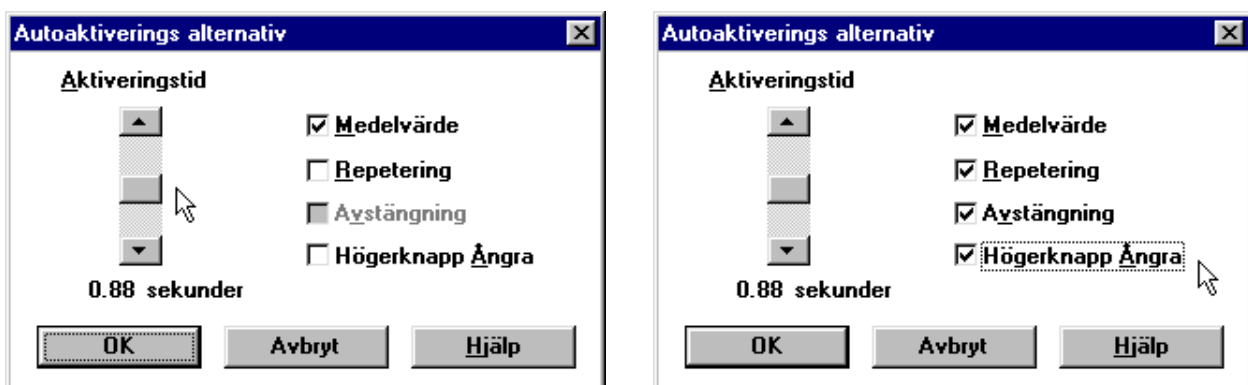 Autoaktiverings alternativ
Aktiveringstid
Medelvärde
Repetering
Avstängning
Högerknapp Ångra
0.88 sekunder
OK
Avbryt
Hjälp
Autoaktiverings alternativ
Aktiveringstid
Medelvärde
Repetering
Avstängning
Högerknapp Ångra
0.88 sekunder
OK
Avbryt
Hjälp